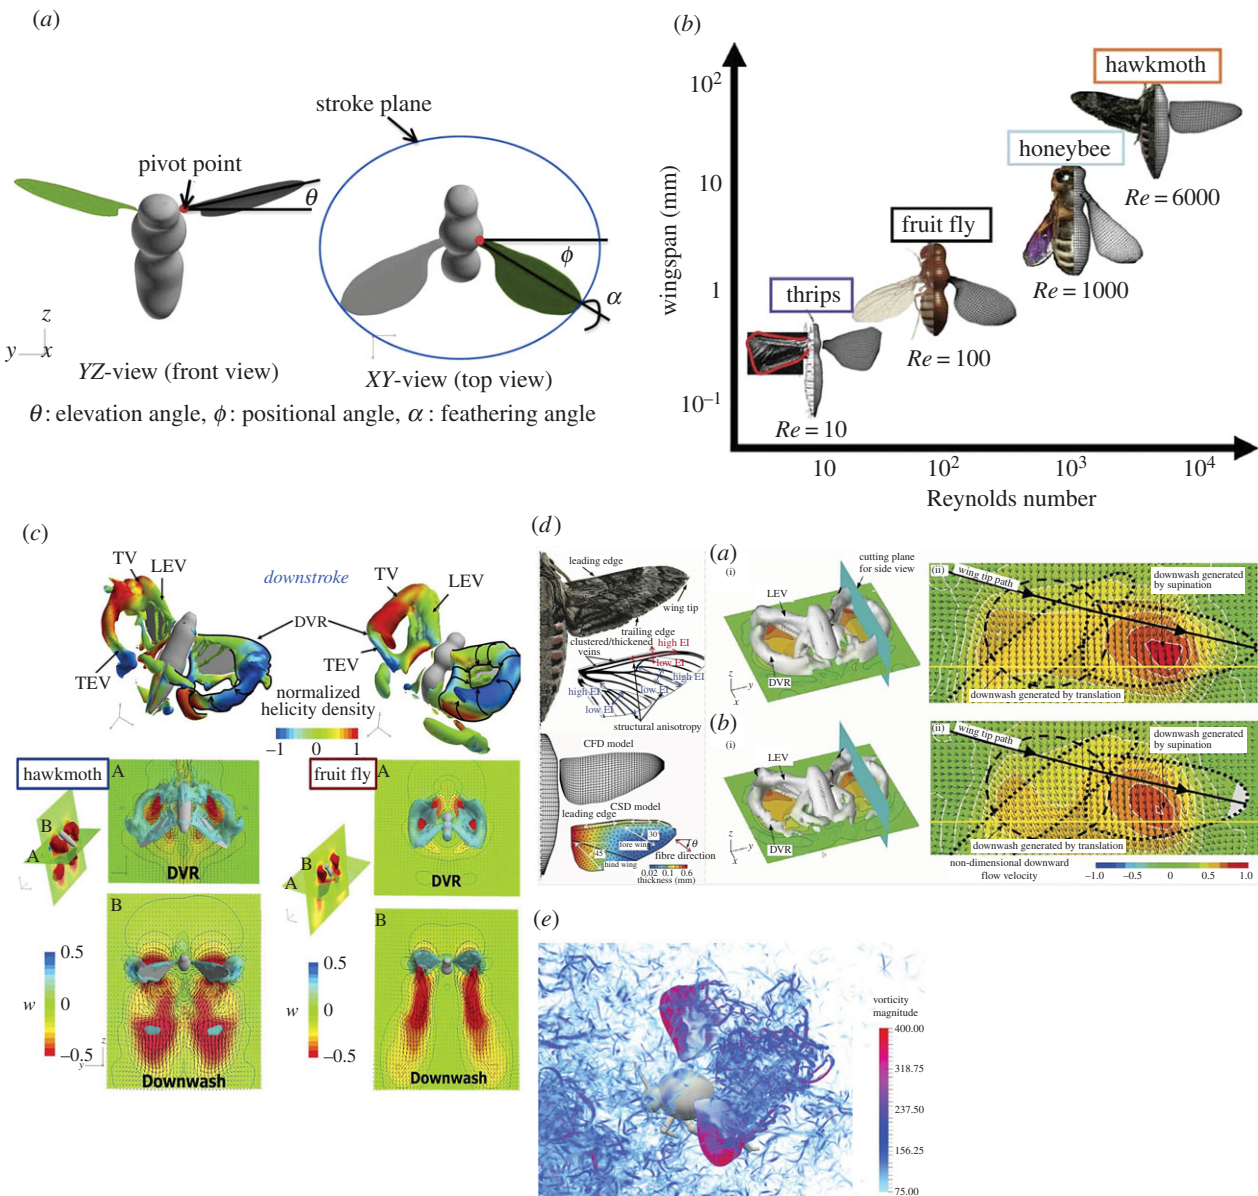 (a)
stroke plane
pivot point
θ
ϕ
α
z
y
x
YZ-view (front view)
XY-view (top view)
θ: elevation angle, ϕ: positional angle, α: feathering angle
(b)
wingspan (mm)
10²
10
1
10⁻¹
hawkmoth
honeybee
Re = 6000
fruit fly
Re = 1000
thrips
Re = 100
Re = 10
10
10²
10³
10⁴
Reynolds number
(c)
TV
LEV
downstroke
TV
LEV
DVR
TEV
TEV
normalized
helicity density
−1 0 1
hawkmoth
A
B
A
DVR
fruit fly
A
B
A
DVR
B
0.5
w 0
−0.5
z
y
Downwash
B
0.5
w 0
−0.5
Downwash
(d)
leading edge
wing tip
trailing edge
clustered/thickened
veins
high EI
low EI
high EI
high EI
low EI
low EI
structural anisotropy
CFD model
CSD model
leading edge
30
fore wing
45
hind wing
θ
fibre direction
0.02 0.1 0.6
thickness (mm)
(a)
(i)
cutting plane
for side view
LEV
DVR
z
y
x
(ii)
wing tip path
downwash generated
by supination
downwash generated by translation
(b)
(i)
LEV
DVR
z
y
x
(ii)
wing tip path
downwash generated
by supination
downwash generated by translation
non-dimensional downward
flow velocity
−1.0 −0.5 0 0.5 1.0
(e)
vorticity
magnitude
400.00
318.75
237.50
156.25
75.00